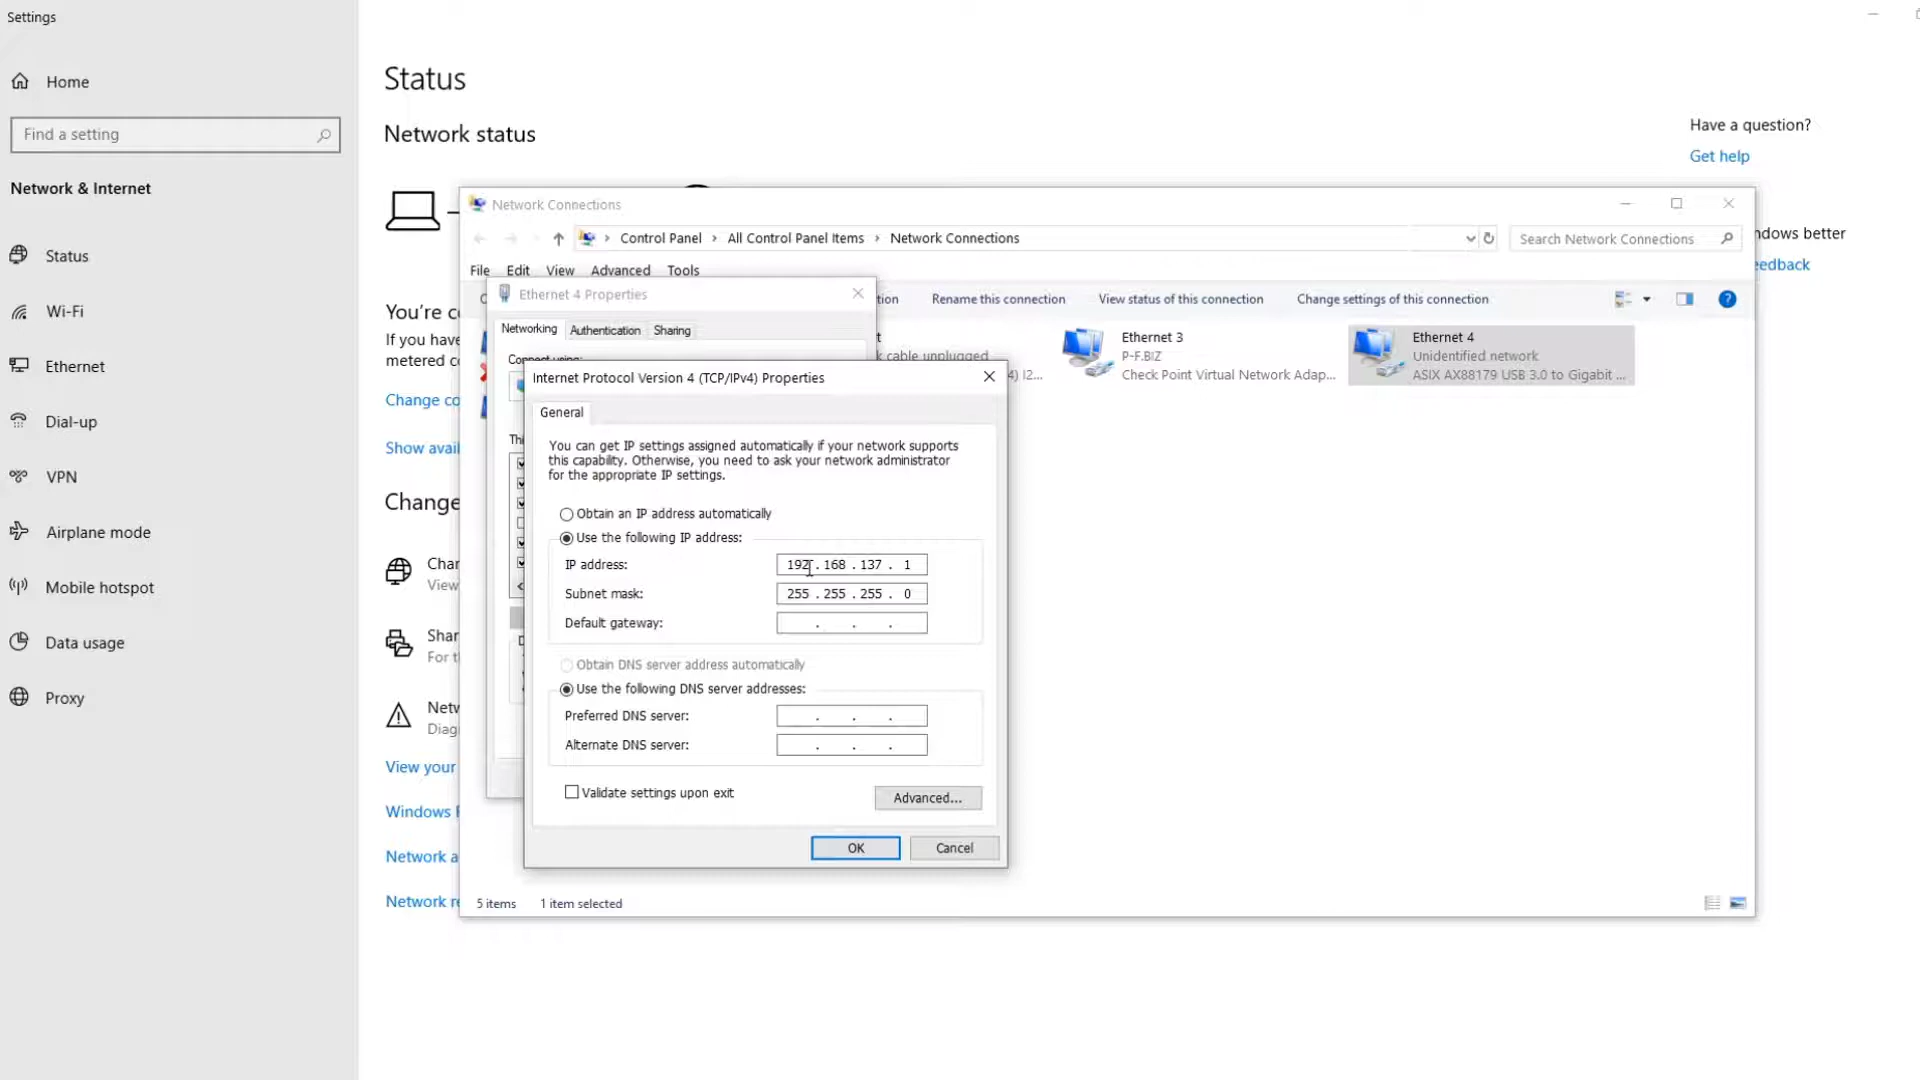 Settings
Home
Find a setting
Network & Internet
Status
Wi-Fi
Ethernet
Dial-up
VPN
Airplane mode
Mobile hotspot
Data usage
Proxy
Status
Network status
You're c
If you have
metered c
Change co
Show avail
Change
Char
View
Shar
For t
Netw
Diag
View your
Windows F
Network a
Network r
Have a question?
Get help
ndows better
eedback
Network Connections
Control Panel > All Control Panel Items > Network Connections
Search Network Connections
File Edit View Advanced Tools
tion Rename this connection View status of this connection Change settings of this connection
t
k cable unplugged
4) I2...
Ethernet 3
P-F.BIZ
Check Point Virtual Network Adap...
Ethernet 4
Unidentified network
ASIX AX88179 USB 3.0 to Gigabit ...
5 items 1 item selected
Ethernet 4 Properties
Networking Authentication Sharing
Connect using:
Thi
Internet Protocol Version 4 (TCP/IPv4) Properties
General
You can get IP settings assigned automatically if your network supports
this capability. Otherwise, you need to ask your network administrator
for the appropriate IP settings.
Obtain an IP address automatically
Use the following IP address:
IP address: 192 . 168 . 137 . 1
Subnet mask: 255 . 255 . 255 . 0
Default gateway: . . .
Obtain DNS server address automatically
Use the following DNS server addresses:
Preferred DNS server: . . .
Alternate DNS server: . . .
Validate settings upon exit
Advanced...
OK Cancel